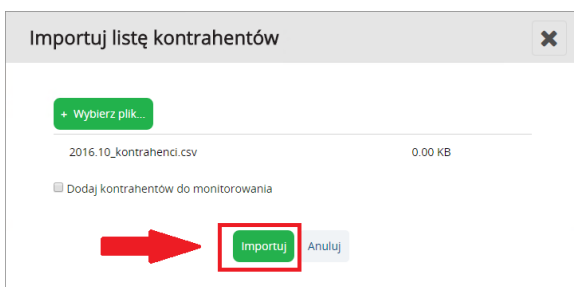 Importuj listę kontrahentów
+ Wybierz plik...
2016.10_kontrahenci.csv 0.00 KB
Dodaj kontrahentów do monitorowania
Importuj Anuluj